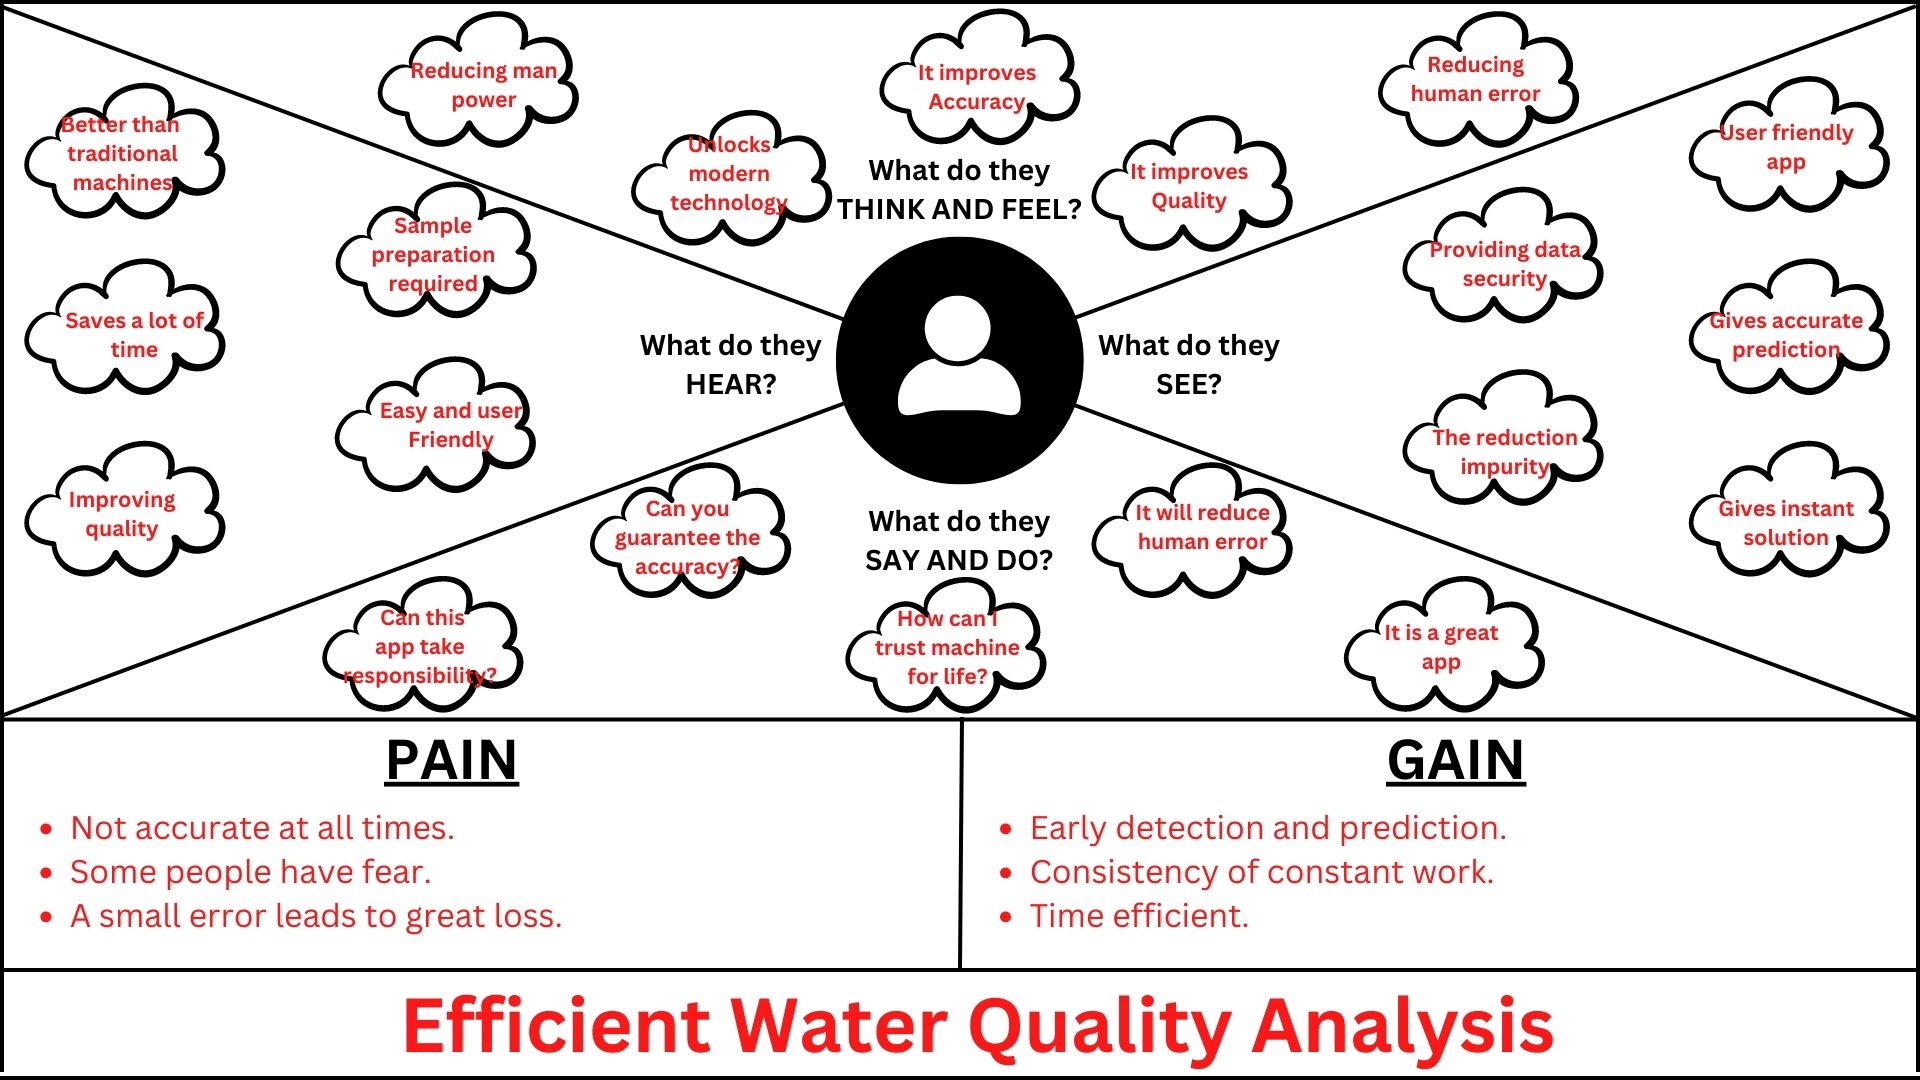 Reducing man
power
It improves
Accuracy
Reducing
human error
Unlocks
modern
technology
What do they
THINK AND FEEL?
It improves
Quality
Better than
traditional
machines
Sample
preparation
required
Saves a lot of
time
Easy and user
Friendly
Improving
quality
What do they
HEAR?
What do they
SEE?
User friendly
app
Providing data
security
Gives accurate
prediction
The reduction
impurity
Gives instant
solution
Can you
guarantee the
accuracy?
What do they
SAY AND DO?
It will reduce
human error
Can this
app take
responsibility?
How can I
trust machine
for life?
It is a great
app
PAIN
Not accurate at all times.
Some people have fear.
A small error leads to great loss.
GAIN
Early detection and prediction.
Consistency of constant work.
Time efficient.
Efficient Water Quality Analysis